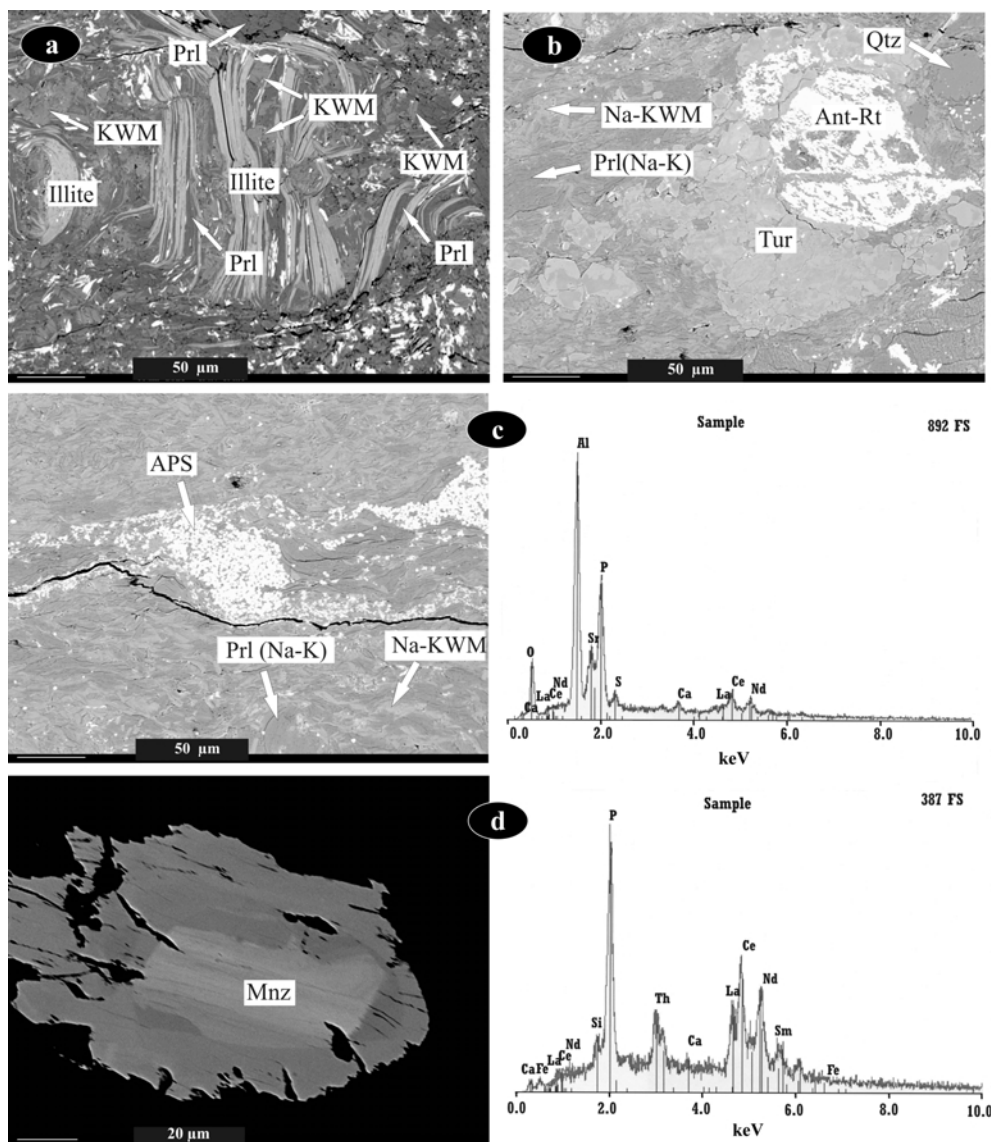 a
Prl
KWM
KWM
KWM
Illite
Illite
Prl
Prl
50 µm
b
Qtz
Na-KWM
Ant-Rt
Prl(Na-K)
Tur
50 µm
APS
Prl (Na-K)
Na-KWM
50 µm
c
Sample
892 FS
Al
P
Sr
O
Nd
La
Ce
Ca
S
Ca
La
Ce
Nd
0.0 2.0 4.0 6.0 8.0 10.0
keV
Mnz
20 µm
d
Sample
387 FS
P
Ce
Nd
La
Th
Si
Sm
Nd
Ca
Ce
La
Ca Fe
Fe
0.0 2.0 4.0 6.0 8.0 10.0
keV